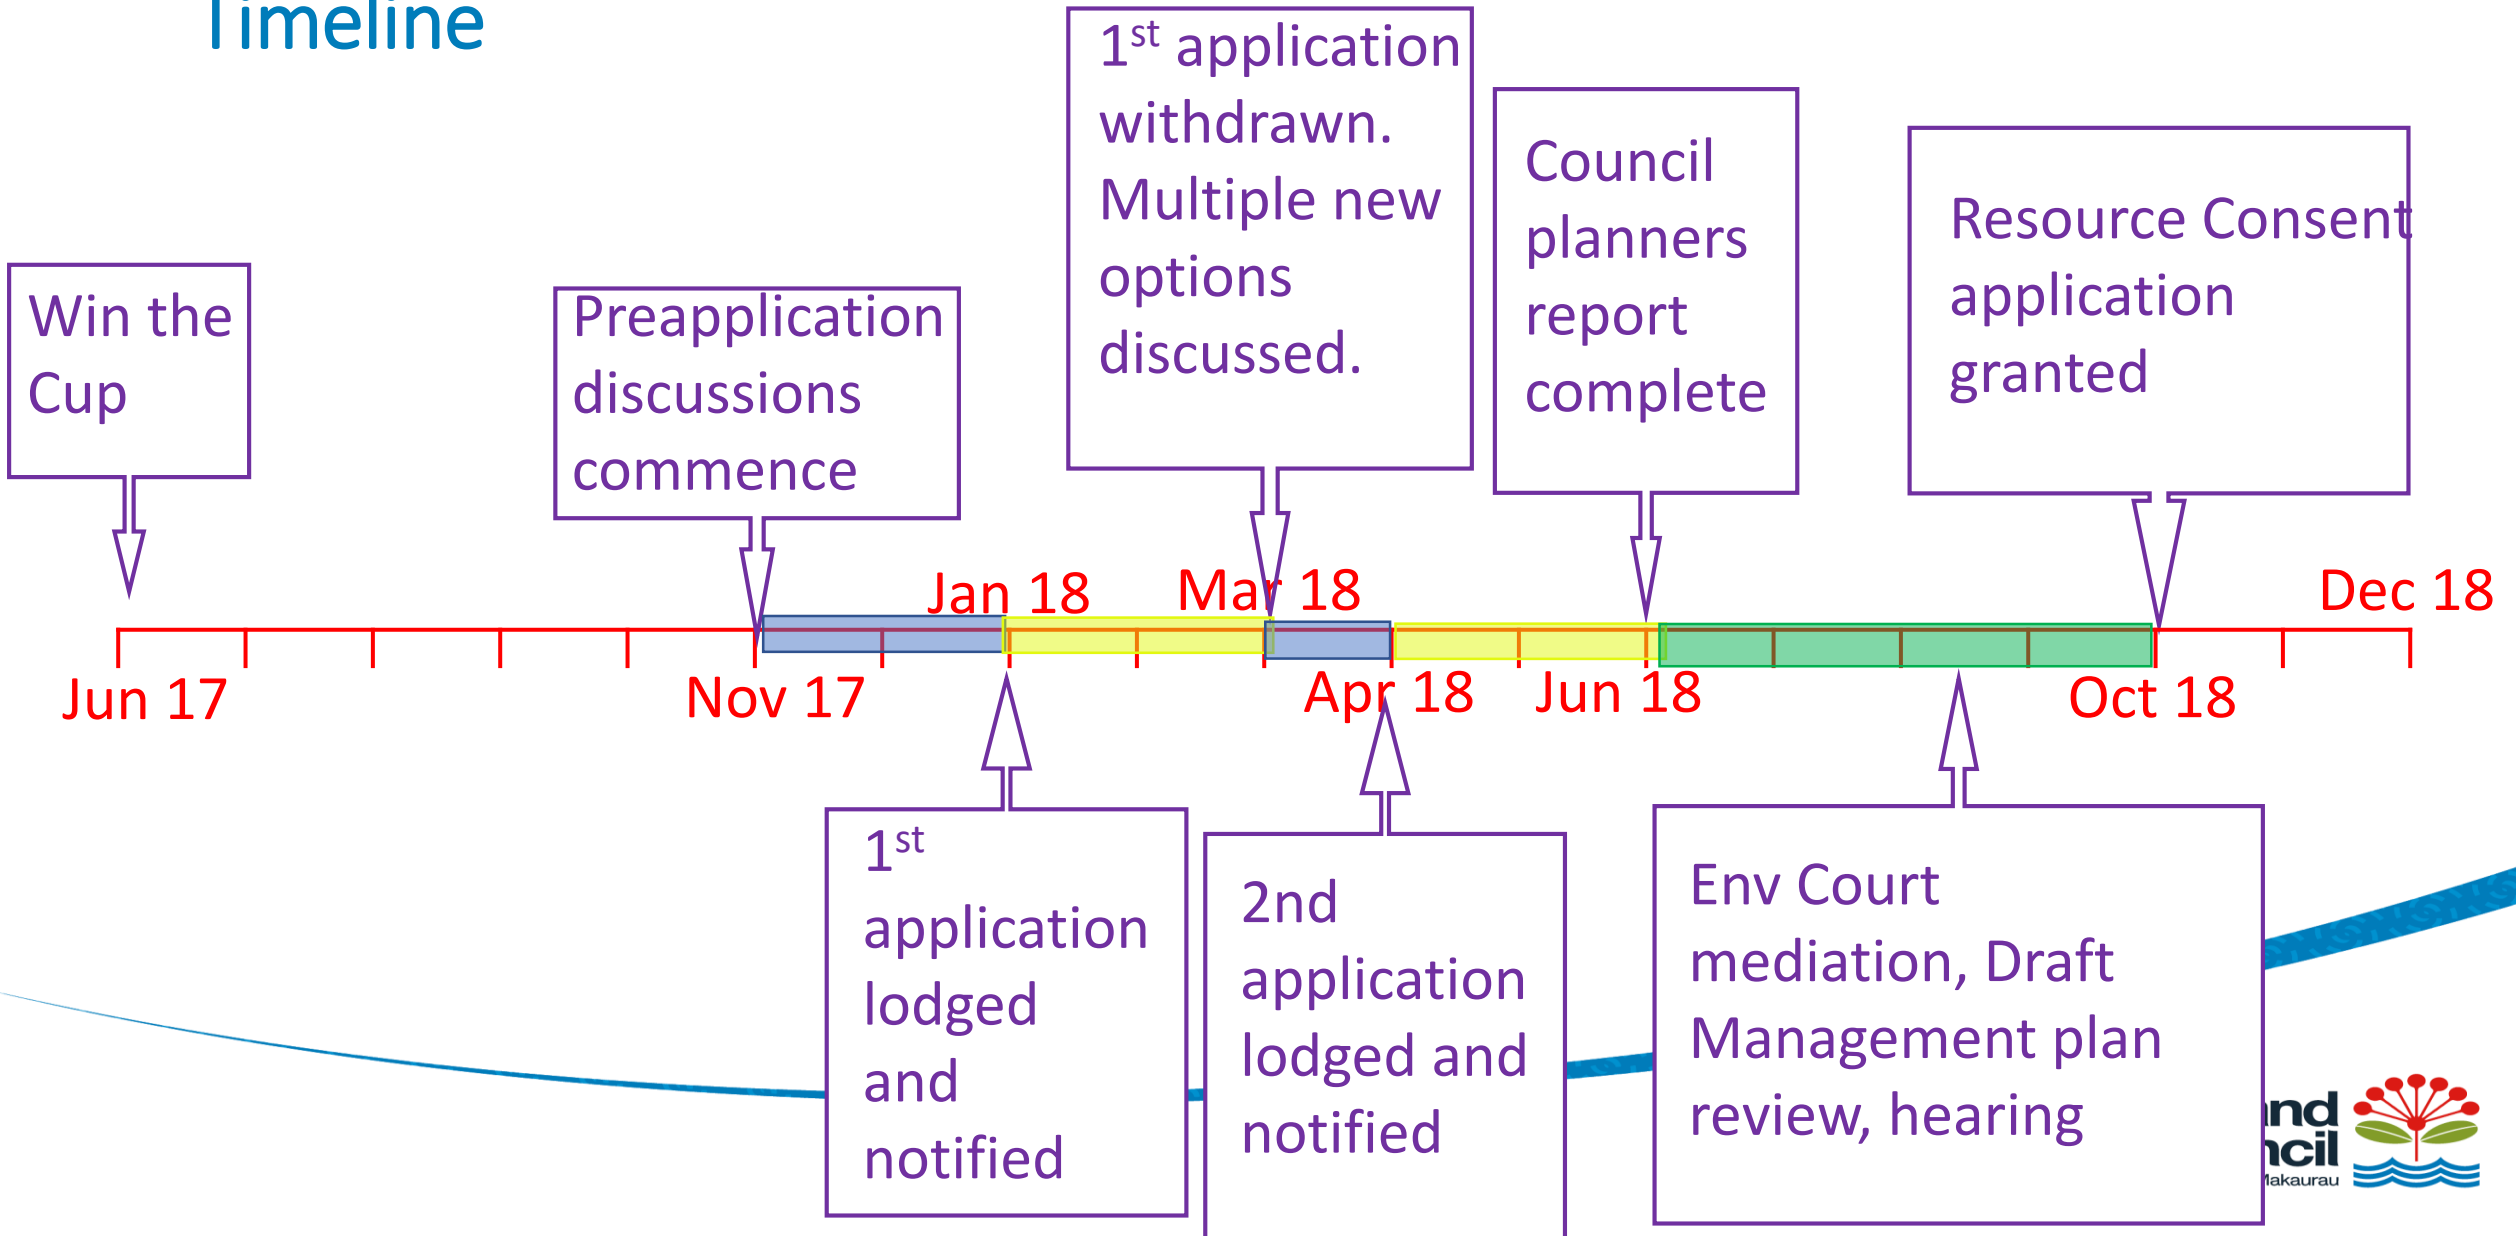 Timeline
Win the
Cup
Preapplication
discussions
commence
1st application
withdrawn.
Multiple new
options
discussed.
Council
planners
report
complete
Resource Consent
application
granted
Jan 18
Mar 18
Dec 18
Jun 17
Nov 17
Apr 18
Jun 18
Oct 18
1st
application
lodged
and
notified
2nd
application
lodged and
notified
Env Court
mediation, Draft
Management plan
review, hearing